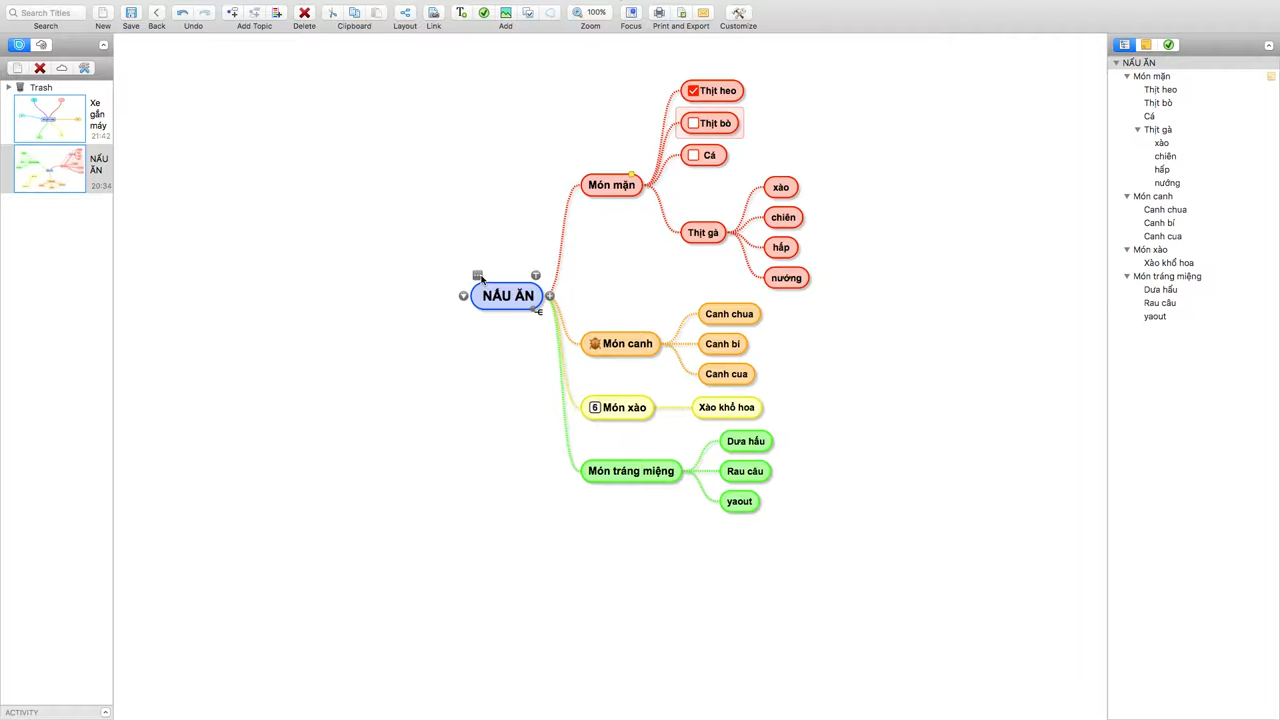 Search Titles
100%
Search
New
Save
Back
Undo
Add Topic
Delete
Clipboard
Layout
Link
Add
Zoom
Focus
Print and Export
Customize
Trash
Xe
gắn
máy
21:42
NẤU
ĂN
20:34
ACTIVITY
NẤU ĂN
Món mặn
Thịt heo
Thịt bò
Cá
Thịt gà
xào
chiên
hấp
nướng
Món canh
Canh chua
Canh bí
Canh cua
6
Món xào
Xào khổ hoa
Món tráng miệng
Dưa hấu
Rau câu
yaout
NẤU ĂN
Món mặn
Thịt heo
Thịt bò
Cá
Thịt gà
xào
chiên
hấp
nướng
Món canh
Canh chua
Canh bí
Canh cua
Món xào
Xào khổ hoa
Món tráng miệng
Dưa hấu
Rau câu
yaout